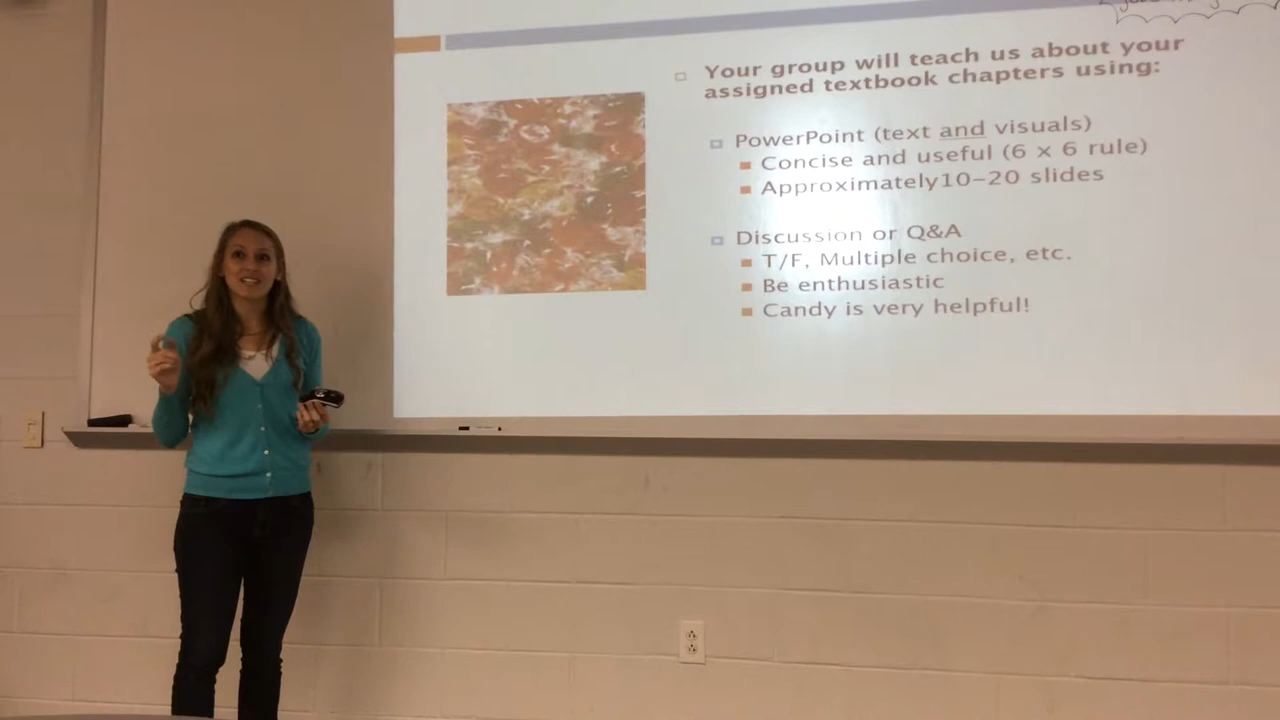 Your group will teach us about your
assigned textbook chapters using:
PowerPoint (text and visuals)
Concise and useful (6 x 6 rule)
Approximately10-20 slides
Discussion or Q&A
T/F, Multiple choice, etc.
Be enthusiastic
Candy is very helpful!